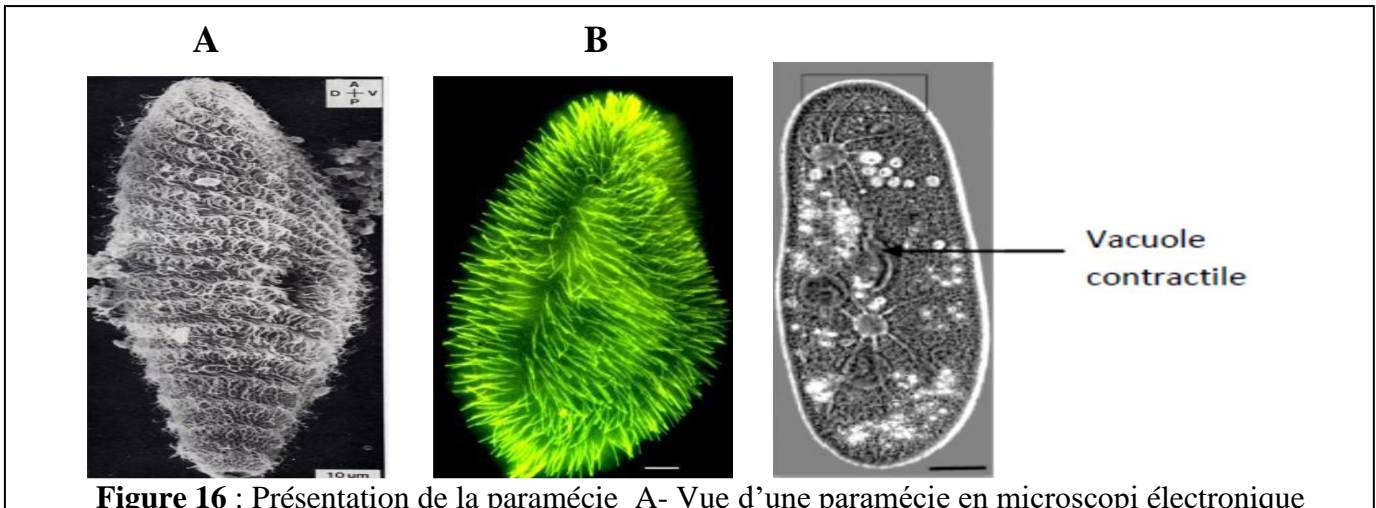 A B
A
D V
P
Vacuole
contractile
10 µm
Figure 16 : Présentation de la paramécie A- Vue d’une paramécie en microscopi électronique